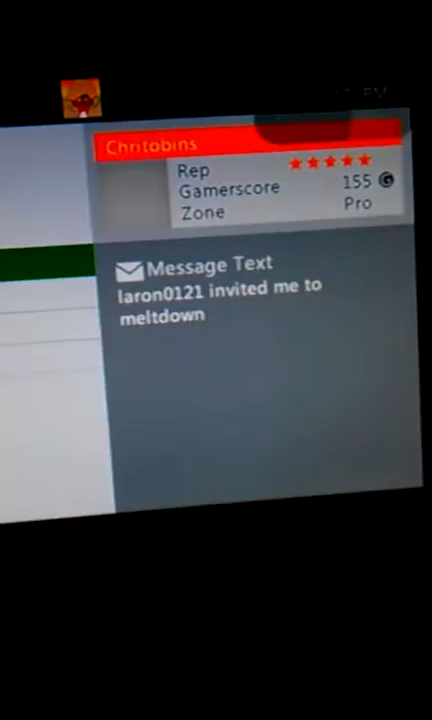 Chritobins
Rep
Gamerscore 155 G
Zone Pro
Message Text
laron0121 invited me to
meltdown